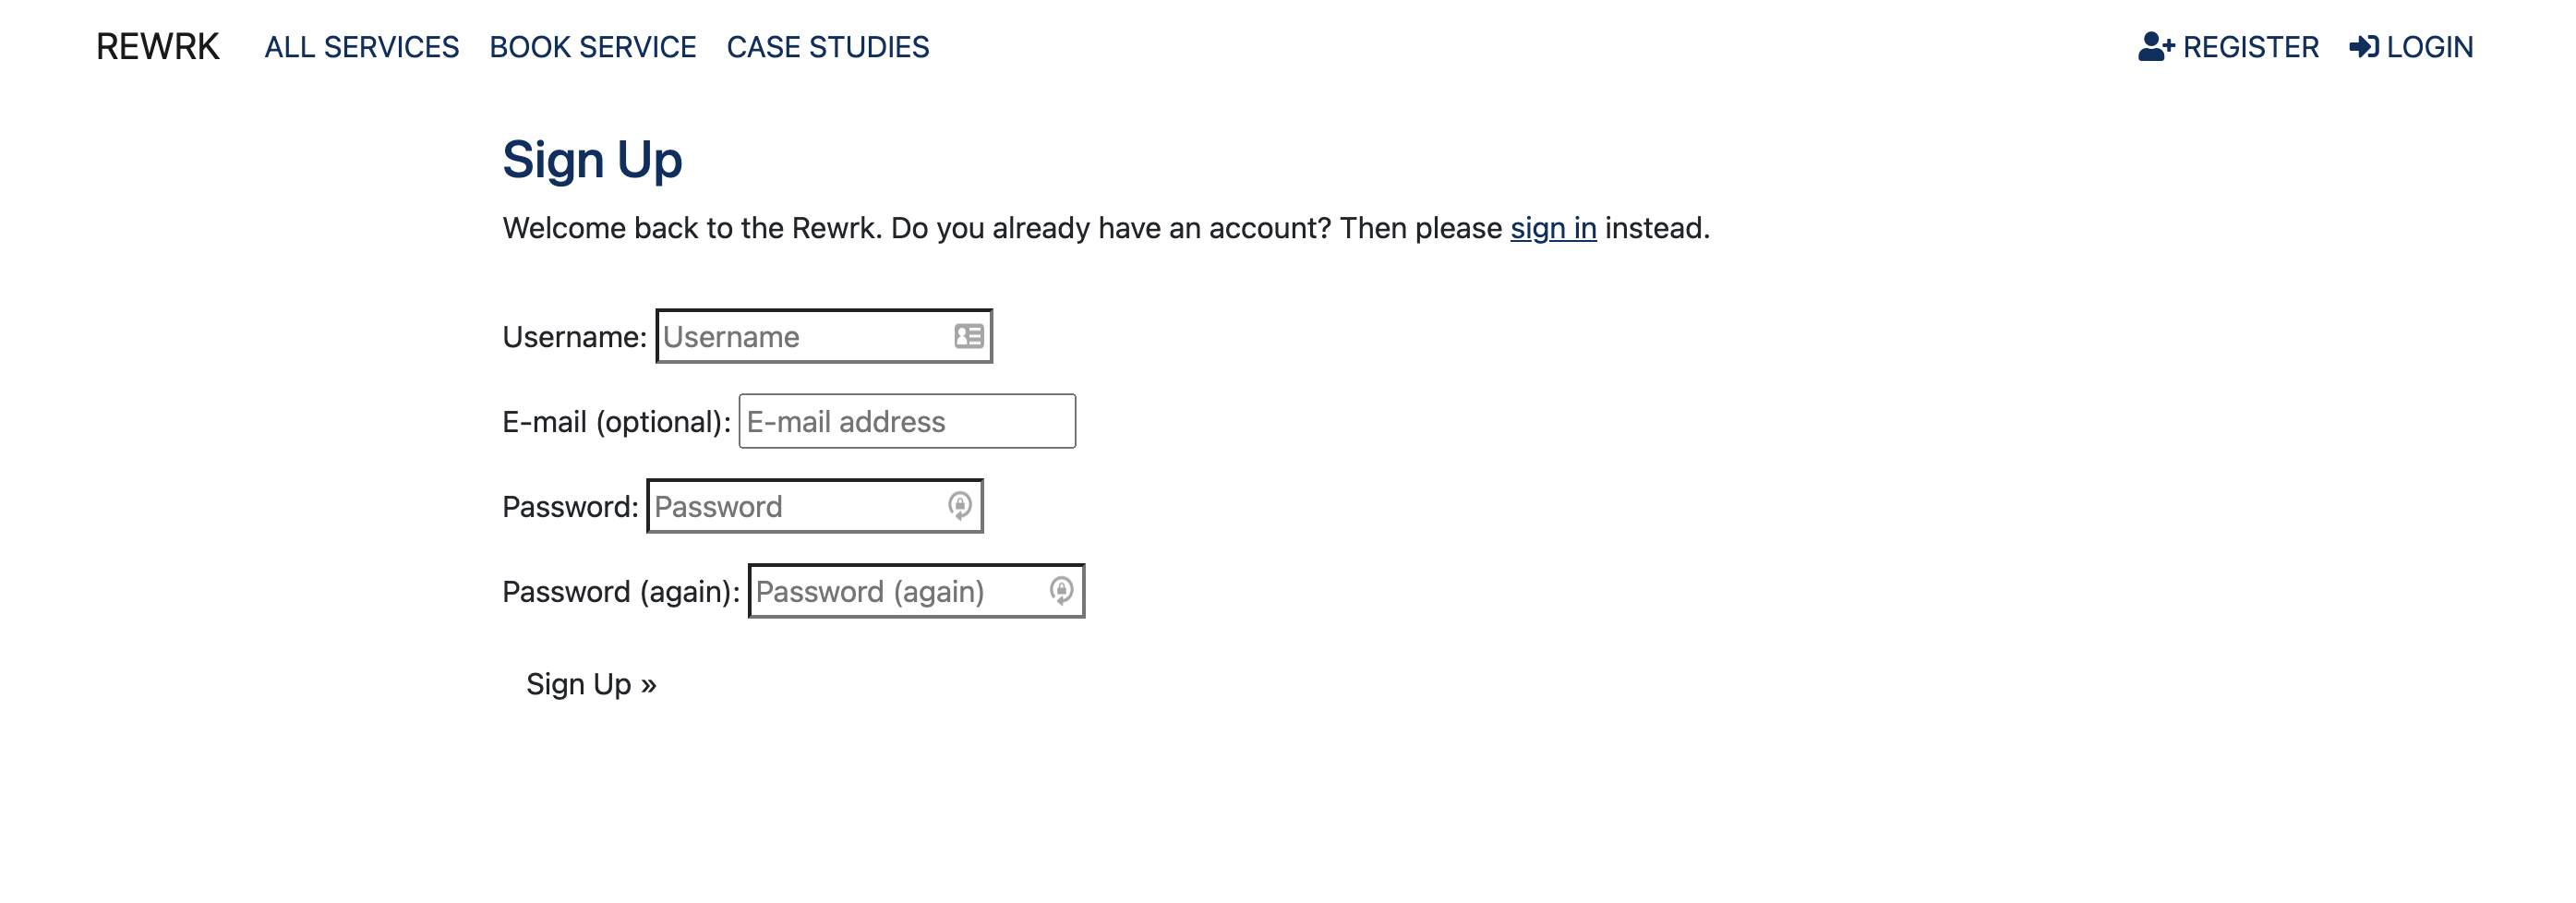 REWRK ALL SERVICES BOOK SERVICE CASE STUDIES REGISTER LOGIN
Sign Up
Welcome back to the Rewrk. Do you already have an account? Then please sign in instead.
Username: Username
E-mail (optional): E-mail address
Password: Password
Password (again): Password (again)
Sign Up »